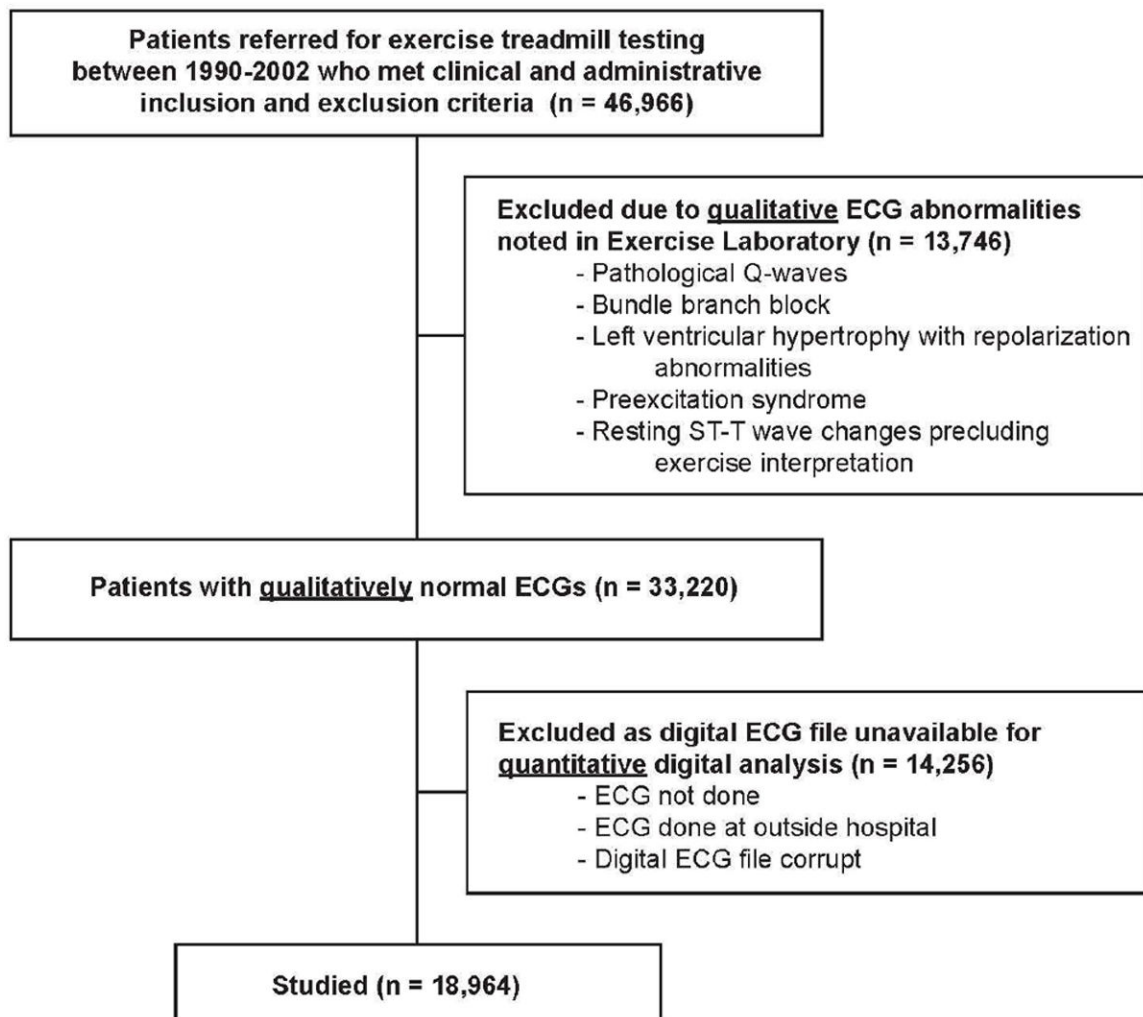 Patients referred for exercise treadmill testing
between 1990-2002 who met clinical and administrative
inclusion and exclusion criteria (n = 46,966)
Excluded due to qualitative ECG abnormalities
noted in Exercise Laboratory (n = 13,746)
- Pathological Q-waves
- Bundle branch block
- Left ventricular hypertrophy with repolarization
abnormalities
- Preexcitation syndrome
- Resting ST-T wave changes precluding
exercise interpretation
Patients with qualitatively normal ECGs (n = 33,220)
Excluded as digital ECG file unavailable for
quantitative digital analysis (n = 14,256)
- ECG not done
- ECG done at outside hospital
- Digital ECG file corrupt
Studied (n = 18,964)